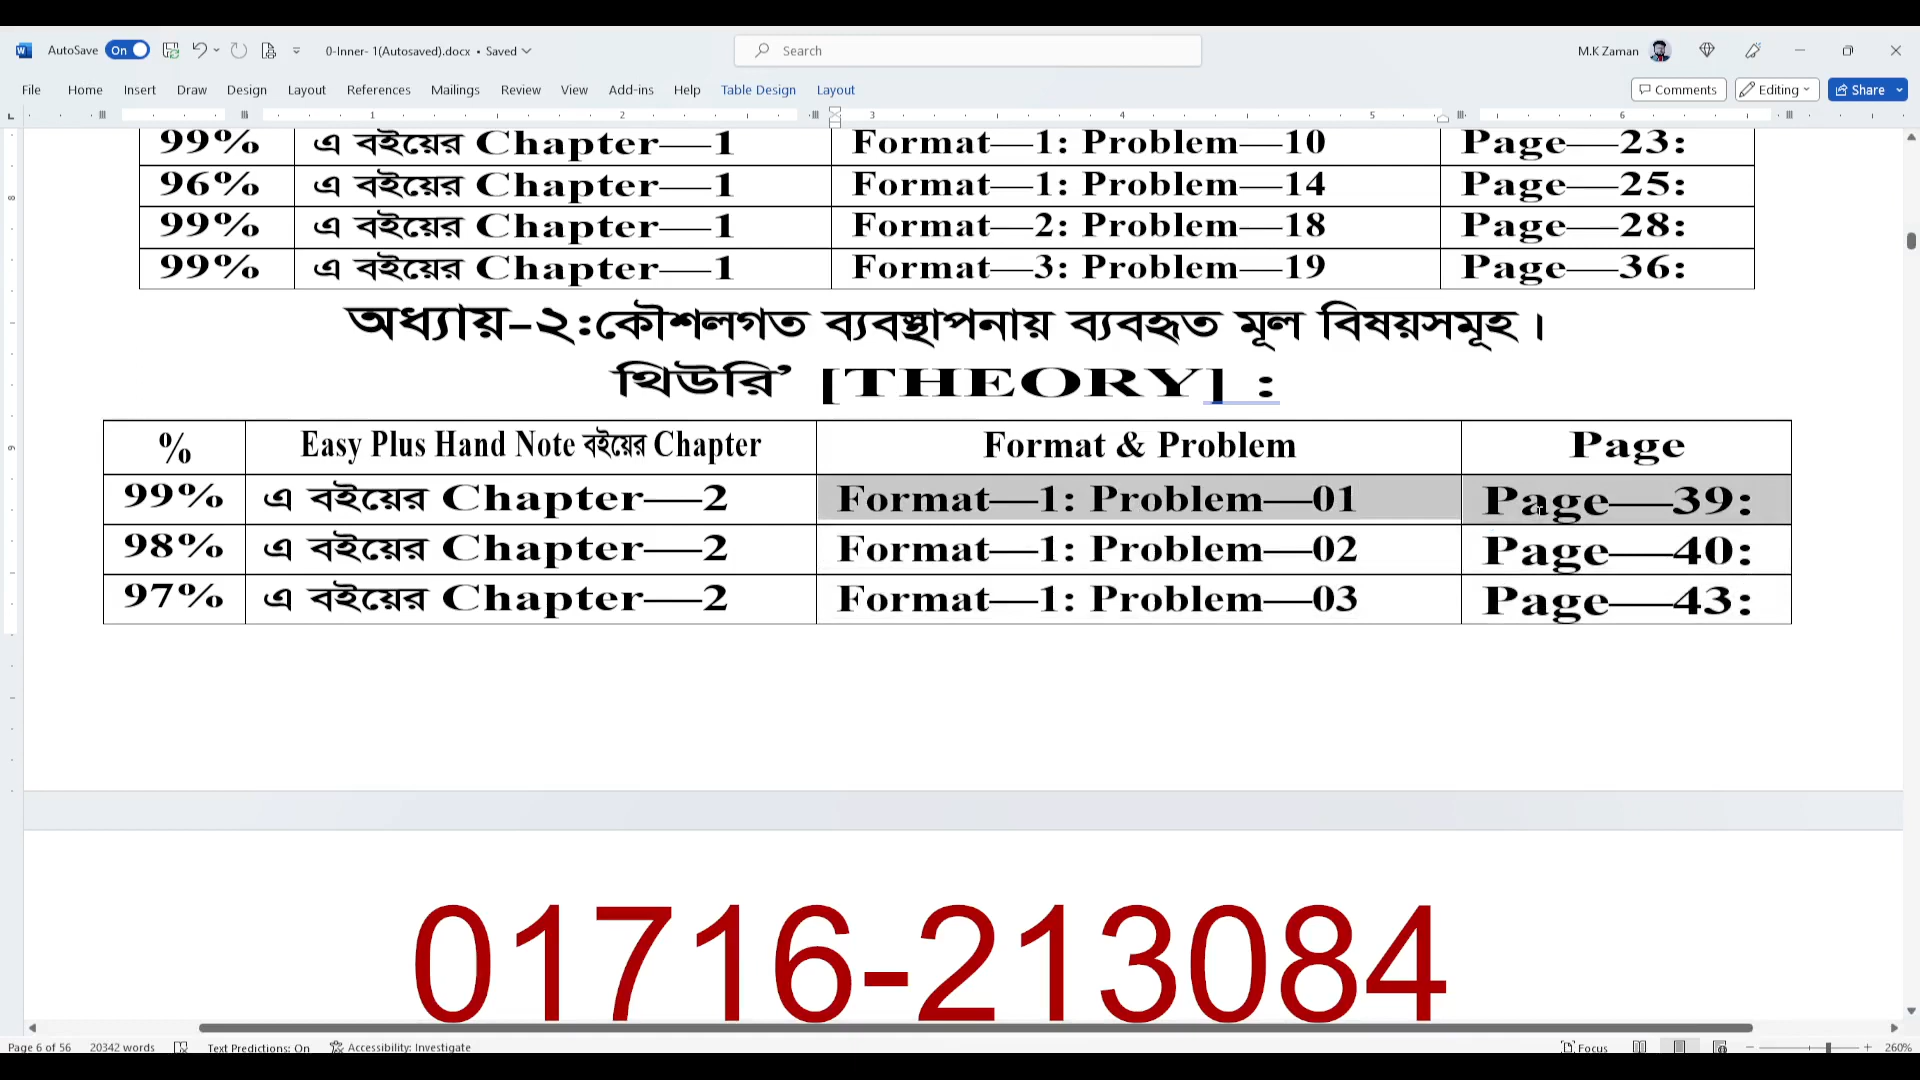 AutoSave On 0-Inner- 1(Autosaved).docx • Saved Search M.K Zaman
File Home Insert Draw Design Layout References Mailings Review View Add-ins Help Table Design Layout Comments Editing Share
1 2 3 4 5 6
99% এ বইয়ের Chapter—1 Format—1: Problem—10 Page—23:
96% এ বইয়ের Chapter—1 Format—1: Problem—14 Page—25:
99% এ বইয়ের Chapter—1 Format—2: Problem—18 Page—28:
99% এ বইয়ের Chapter—1 Format—3: Problem—19 Page—36:
অধ্যায়-২:কৌশলগত ব্যবস্থাপনায় ব্যবহৃত মূল বিষয়সমূহ।
থিউরি’ [THEORY] :
% Easy Plus Hand Note বইয়ের Chapter Format & Problem Page
99% এ বইয়ের Chapter—2 Format—1: Problem—01 Page—39:
98% এ বইয়ের Chapter—2 Format—1: Problem—02 Page—40:
97% এ বইয়ের Chapter—2 Format—1: Problem—03 Page—43:
01716-213084
Page 6 of 56 20342 words Text Predictions: On Accessibility: Investigate Focus 260%